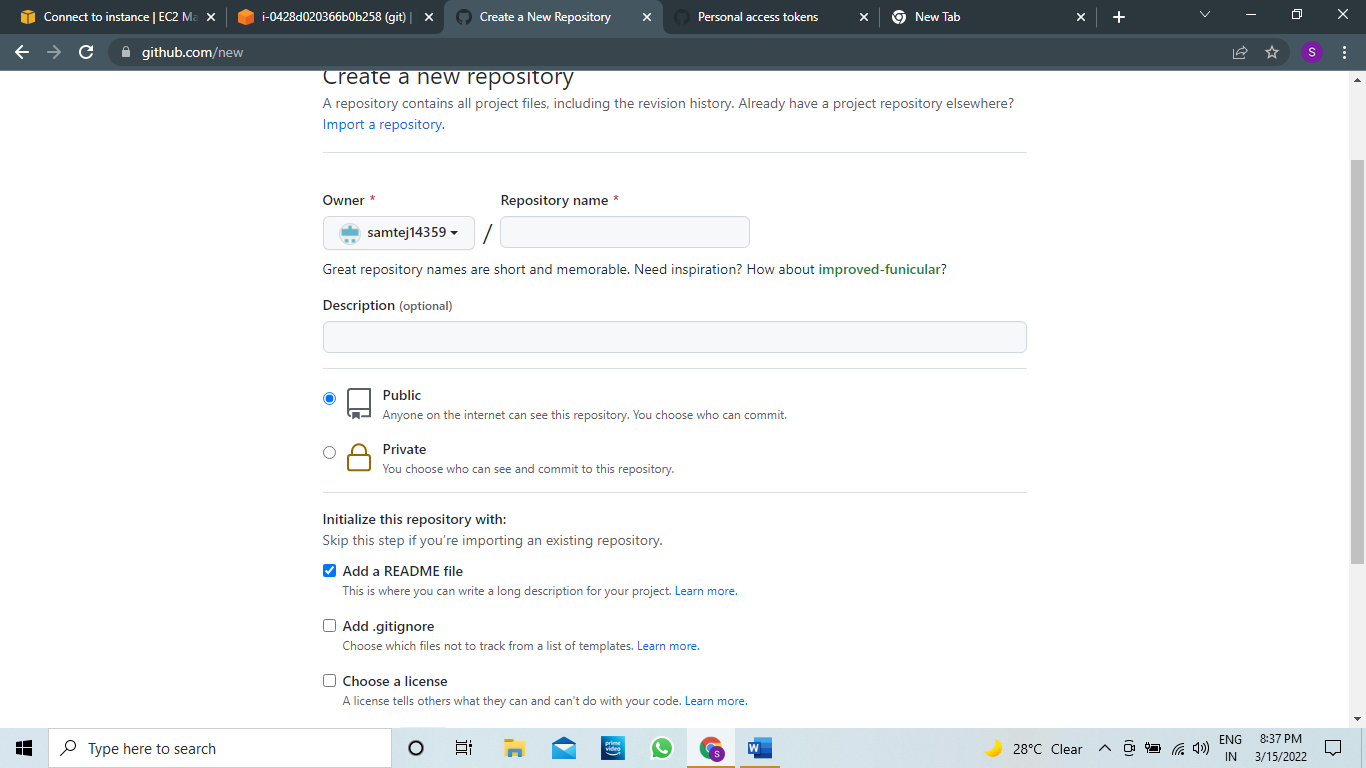 Connect to instance | EC2 Ma
i-0428d020366b0b258 (git) |
Create a New Repository
Personal access tokens
New Tab
github.com/new
S
Create a new repository
A repository contains all project files, including the revision history. Already have a project repository elsewhere?
Import a repository.
Owner *
Repository name *
samtej14359
/
Great repository names are short and memorable. Need inspiration? How about improved-funicular?
Description (optional)
Public
Anyone on the internet can see this repository. You choose who can commit.
Private
You choose who can see and commit to this repository.
Initialize this repository with:
Skip this step if you’re importing an existing repository.
Add a README file
This is where you can write a long description for your project. Learn more.
Add .gitignore
Choose which files not to track from a list of templates. Learn more.
Choose a license
A license tells others what they can and can't do with your code. Learn more.
Type here to search
prime video
S
W
28°C Clear
ENG
IN
8:37 PM
3/15/2022